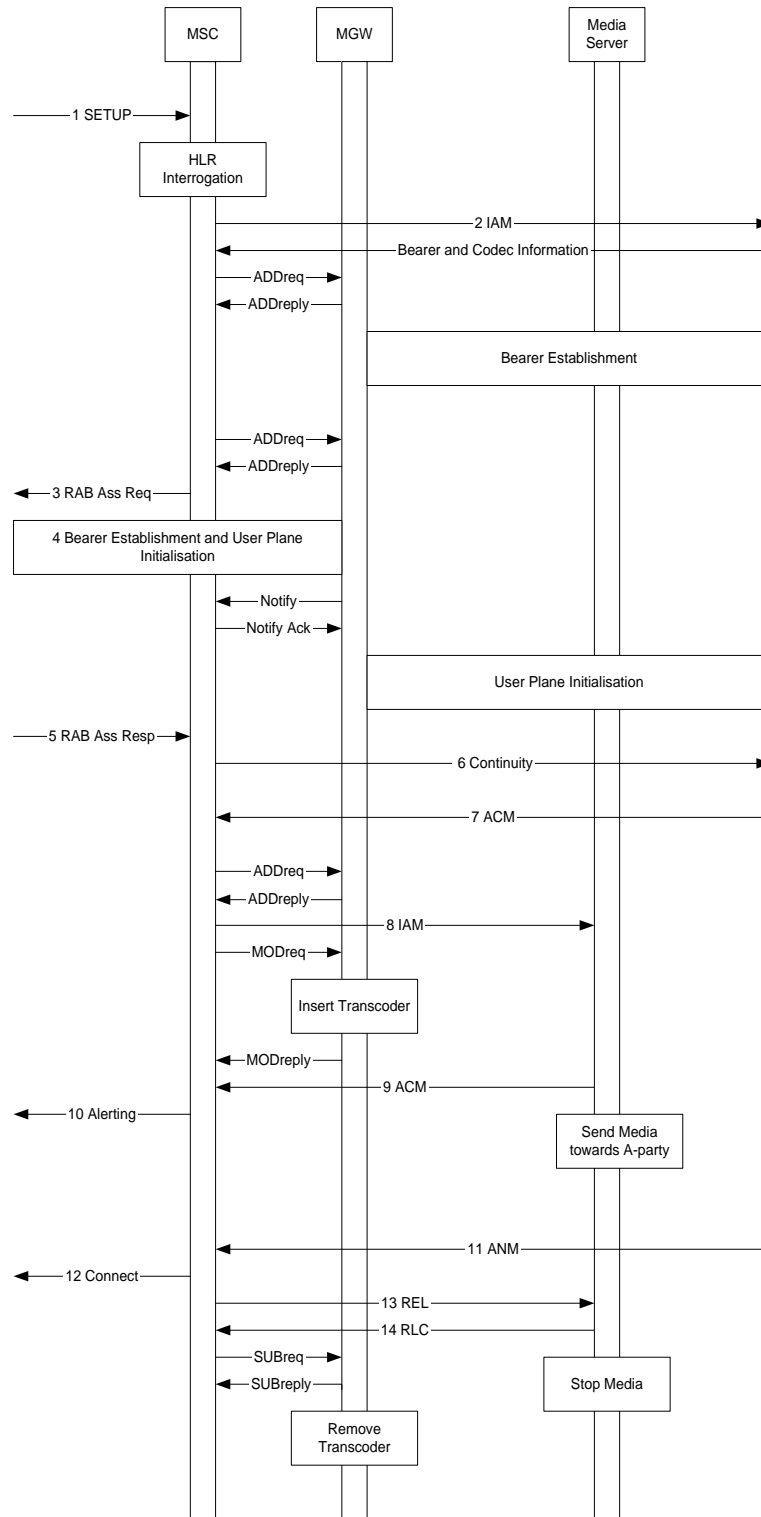 MSC
MGW
Media
Server
1 SETUP
HLR
Interrogation
2 IAM
Bearer and Codec Information
ADDreq
ADDreply
Bearer Establishment
ADDreq
ADDreply
3 RAB Ass Req
4 Bearer Establishment and User Plane
Initialisation
Notify
Notify Ack
User Plane Initialisation
5 RAB Ass Resp
6 Continuity
7 ACM
ADDreq
ADDreply
8 IAM
MODreq
Insert Transcoder
MODreply
9 ACM
10 Alerting
Send Media
towards A-party
11 ANM
12 Connect
13 REL
14 RLC
SUBreq
SUBreply
Stop Media
Remove
Transcoder